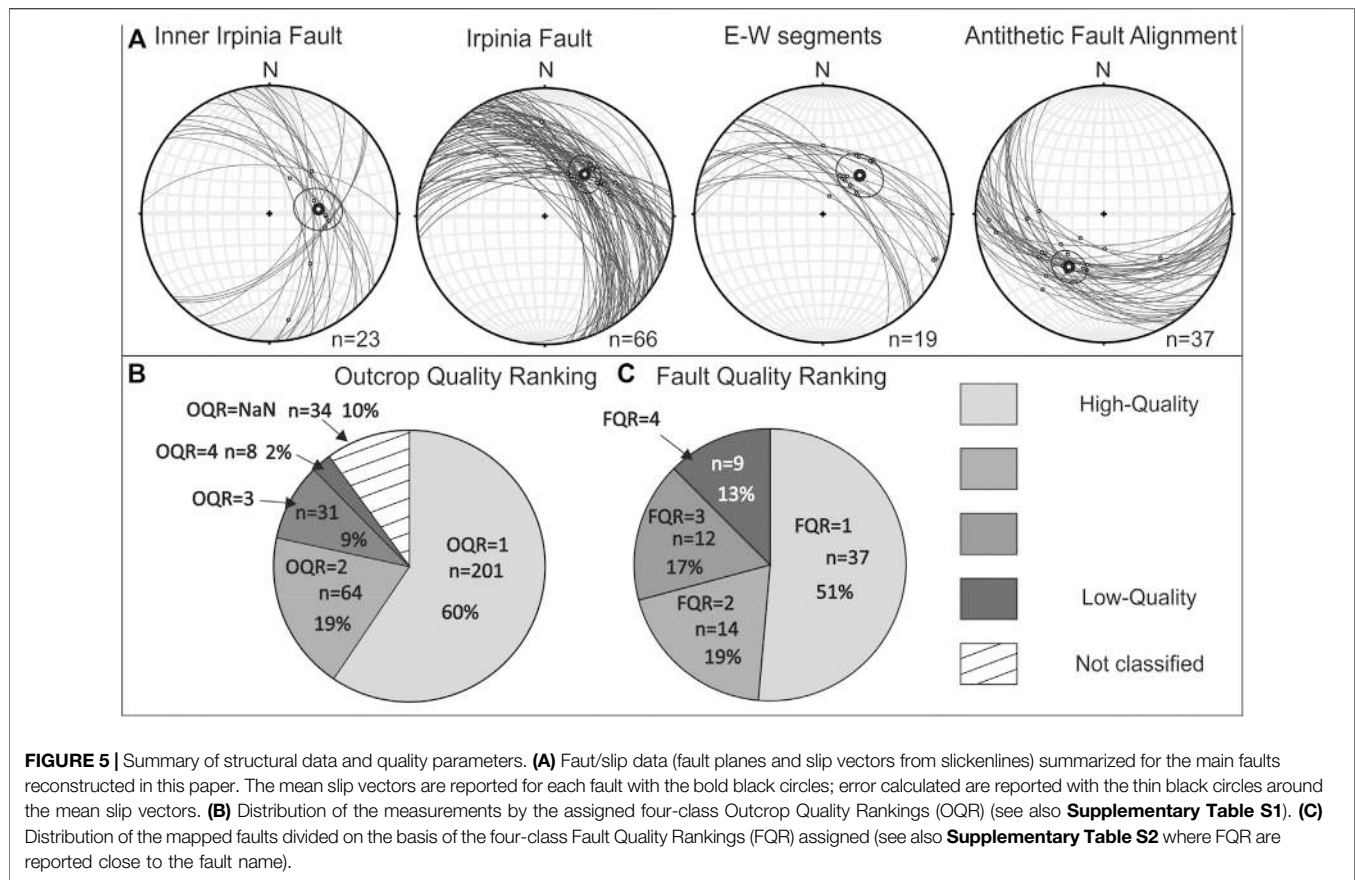 A Inner Irpinia Fault Irpinia Fault E-W segments Antithetic Fault Alignment
N N N N
n=23 n=66 n=19 n=37
B Outcrop Quality Ranking
OQR=NaN n=34 10%
OQR=4 n=8 2%
OQR=3
n=31
9%
OQR=2
n=64
19%
OQR=1
n=201
60%
C Fault Quality Ranking
FQR=4
n=9
13%
FQR=3
n=12
17%
FQR=2
n=14
19%
FQR=1
n=37
51%
High-Quality
Low-Quality
Not classified
FIGURE 5 | Summary of structural data and quality parameters. (A) Faut/slip data (fault planes and slip vectors from slickenlines) summarized for the main faults
reconstructed in this paper. The mean slip vectors are reported for each fault with the bold black circles; error calculated are reported with the thin black circles around
the mean slip vectors. (B) Distribution of the measurements by the assigned four-class Outcrop Quality Rankings (OQR) (see also Supplementary Table S1). (C)
Distribution of the mapped faults divided on the basis of the four-class Fault Quality Rankings (FQR) assigned (see also Supplementary Table S2 where FQR are
reported close to the fault name).